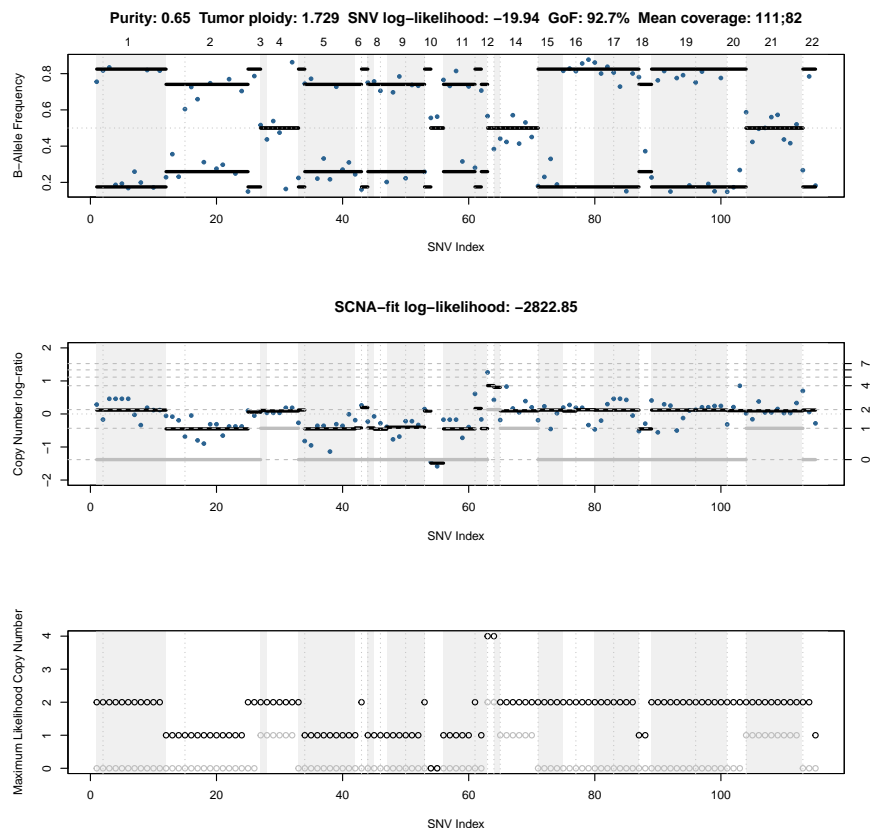 Purity: 0.65 Tumor ploidy: 1.729 SNV log−likelihood: −19.94 GoF: 92.7% Mean coverage: 111;82
1 2 3 4 5 6 8 9 10 11 12 14 15 16 17 18 19 20 21 22
B−Allele Frequency
0.8
0.6
0.4
0.2
0 20 40 60 80 100
SNV Index
SCNA−fit log−likelihood: −2822.85
Copy Number log−ratio
2
1
0
−1
−2
7
4
2
1
0
0 20 40 60 80 100
SNV Index
Maximum Likelihood Copy Number
4
3
2
1
0
0 20 40 60 80 100
SNV Index